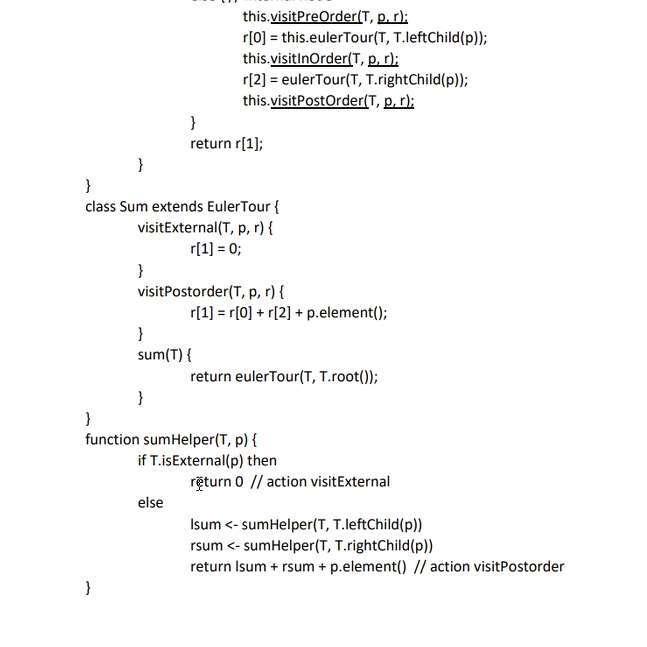 this.visitPreOrder(T, p, r);
r[0] = this.eulerTour(T, T.leftChild(p));
this.visitInOrder(T, p, r);
r[2] = eulerTour(T, T.rightChild(p));
this.visitPostOrder(T, p, r);
}
return r[1];
}
}
class Sum extends EulerTour {
visitExternal(T, p, r) {
r[1] = 0;
}
visitPostorder(T, p, r) {
r[1] = r[0] + r[2] + p.element();
}
sum(T) {
return eulerTour(T, T.root());
}
}
function sumHelper(T, p) {
if T.isExternal(p) then
return 0 // action visitExternal
else
lsum <- sumHelper(T, T.leftChild(p))
rsum <- sumHelper(T, T.rightChild(p))
return lsum + rsum + p.element() // action visitPostorder
}